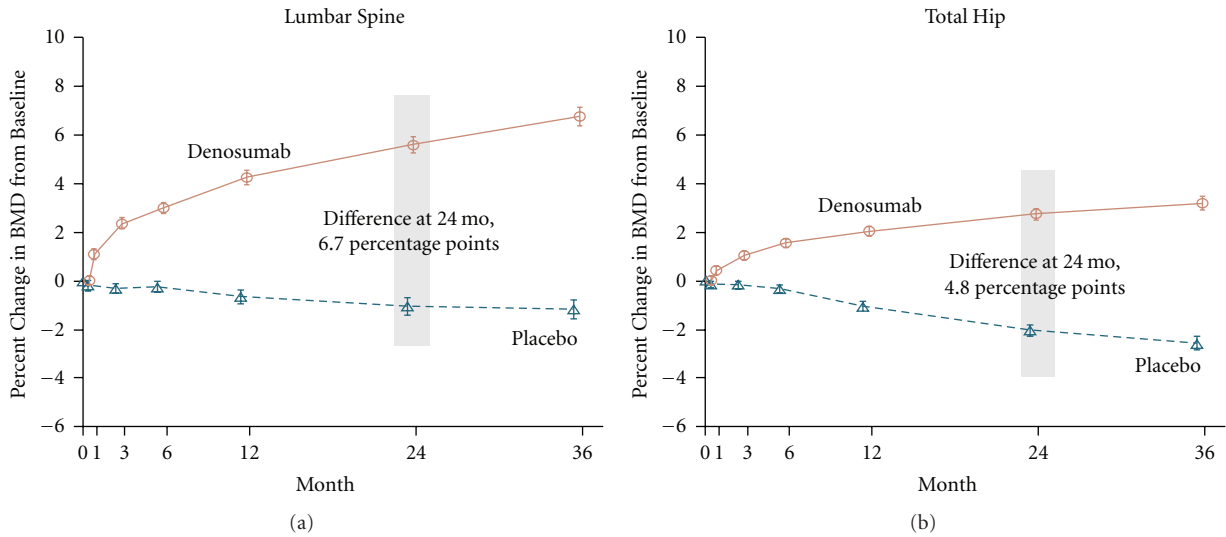 Lumbar Spine
Percent Change in BMD from Baseline
10
8
6
4
2
0
−2
−4
−6
Denosumab
Difference at 24 mo,
6.7 percentage points
Placebo
0 1 3 6 12 24 36
Month
(a)
Total Hip
Percent Change in BMD from Baseline
10
8
6
4
2
0
−2
−4
−6
Denosumab
Difference at 24 mo,
4.8 percentage points
Placebo
0 1 3 6 12 24 36
Month
(b)